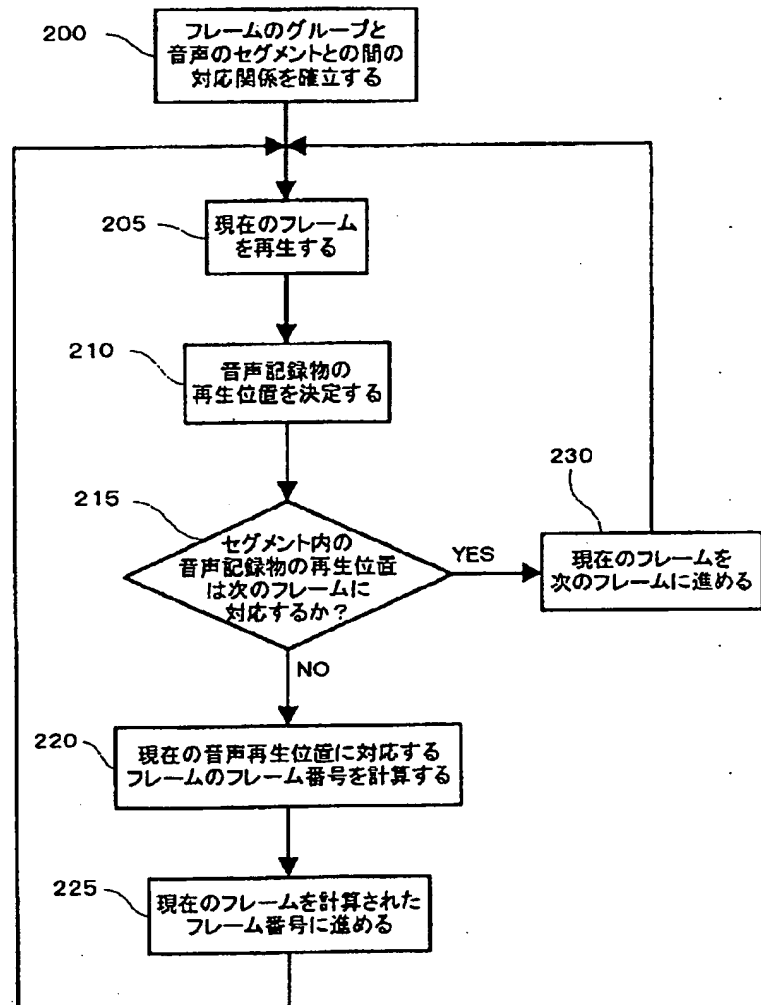 200
フレームのグループと
音声のセグメントとの間の
対応関係を確立する
205
現在のフレーム
を再生する
210
音声記録物の
再生位置を決定する
215
セグメント内の
音声記録物の再生位置
は次のフレームに
対応するか?
YES
230
現在のフレームを
次のフレームに進める
NO
220
現在の音声再生位置に対応する
フレームのフレーム番号を計算する
225
現在のフレームを計算された
フレーム番号に進める